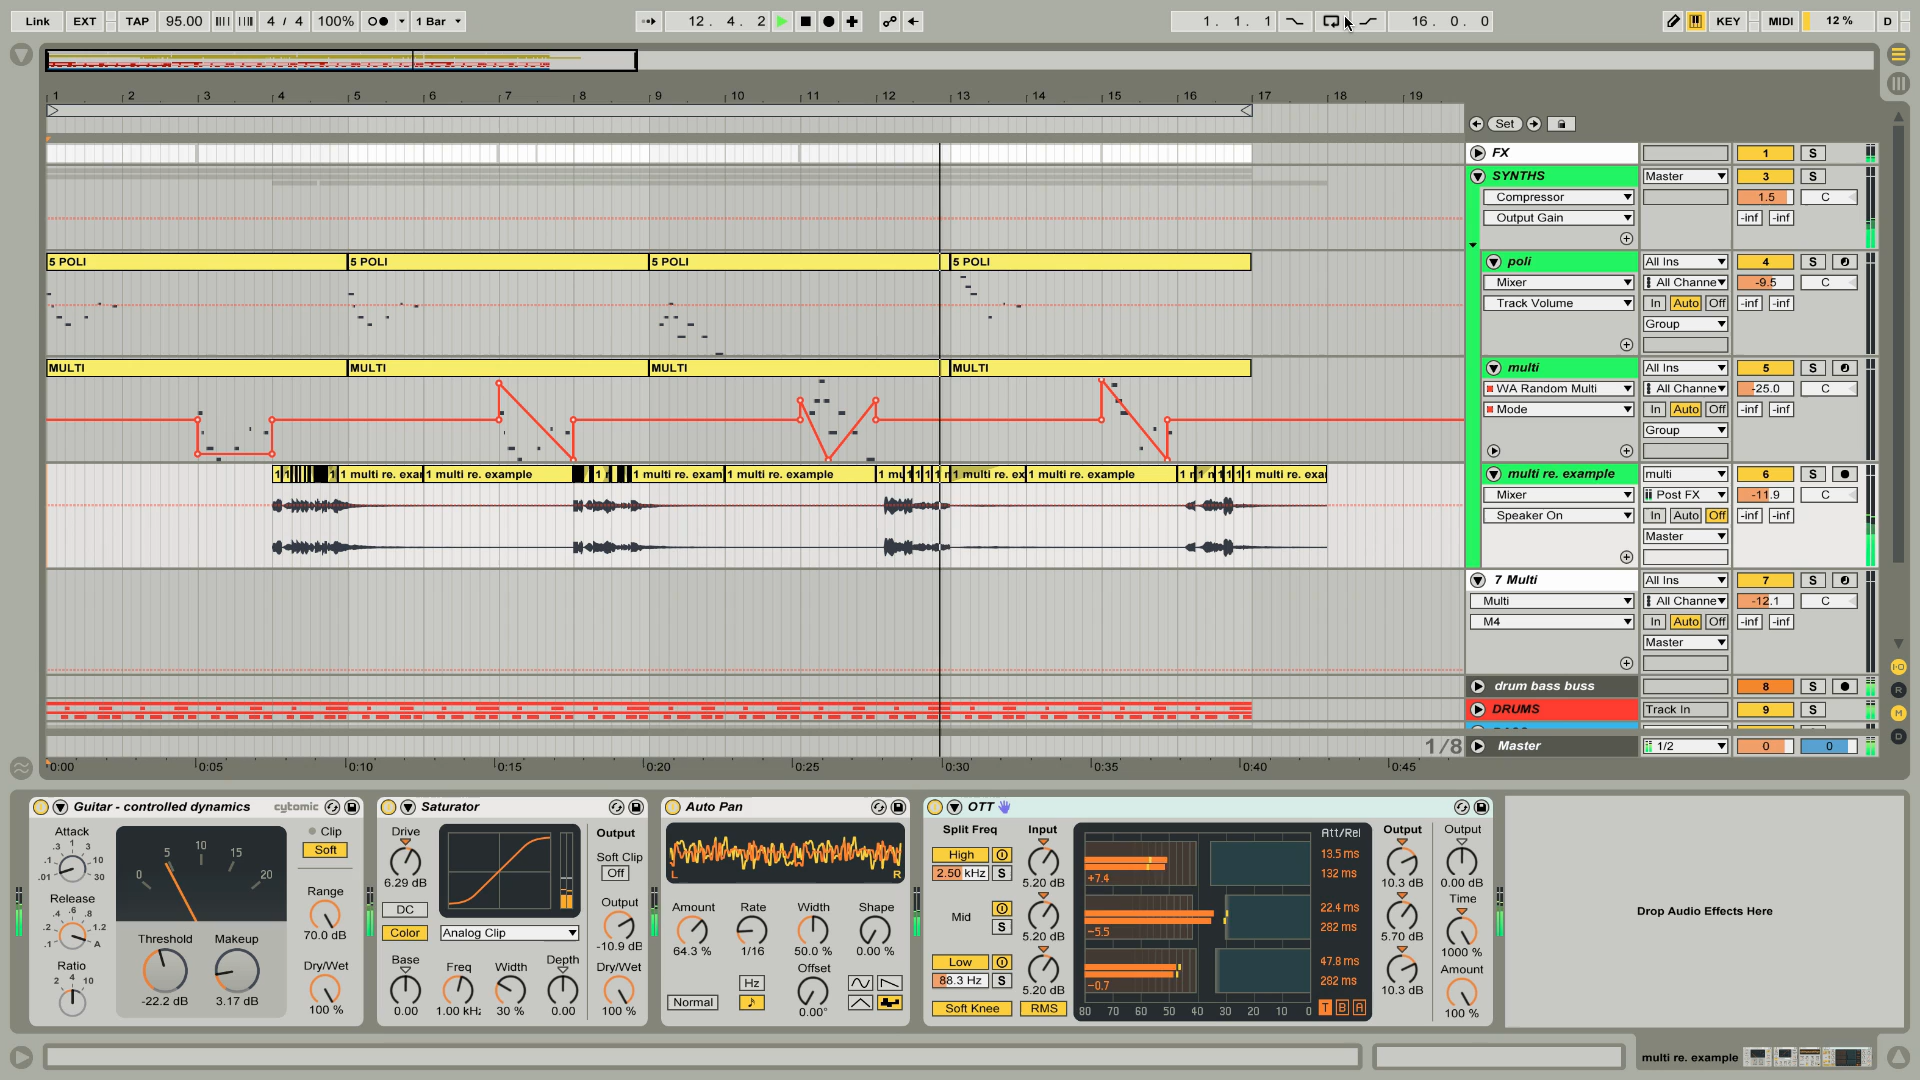 Link EXT TAP 95.00 4 / 4 100% 1 Bar 12. 4. 2 1. 1. 1 16. 0. 0 KEY MIDI 12 % D
1 2 3 4 5 6 7 8 9 10 11 12 13 14 15 16 17 18 19
Set
FX 1 S
SYNTHS Master 3 S
Compressor 1.5 C
Output Gain -inf -inf
5 POLI 5 POLI 5 POLI 5 POLI
poli All Ins 4 S
Mixer All Channe -9.5 C
Track Volume In Auto Off -inf -inf
Group
MULTI MULTI MULTI MULTI
multi All Ins 5 S
WA Random Multi All Channe -25.0 C
Mode In Auto Off -inf -inf
Group
1 multi re. exam 1 multi re. example 1 multi re. exam 1 multi re. example 1 multi re. ex 1 multi re. example 1 multi re. exa
multi re. example multi 6 S
Mixer Post FX -11.9 C
Speaker On In Auto Off -inf -inf
Master
7 Multi All Ins 7 S
Multi All Channe -12.1 C
M4 In Auto Off -inf -inf
Master
drum bass buss 8 S
DRUMS Track In 9 S
1/8 Master 1/2 0 0
0:00 0:05 0:10 0:15 0:20 0:25 0:30 0:35 0:40 0:45
I·O
R
M
D
Guitar - controlled dynamics cytomic
Attack
.01 .1 .3 1 3 10 30
Release
.1 .2 .4 .6 .8 1.2 A
Ratio
2 4 10
0 5 10 15 20
Threshold
-22.2 dB
Makeup
3.17 dB
Clip
Soft
Range
70.0 dB
Dry/Wet
100 %
Saturator
Drive
6.29 dB
DC
Color
Analog Clip
Base
0.00
Freq
1.00 kHz
Width
30 %
Depth
0.00
Output
Soft Clip
Off
Output
-10.9 dB
Dry/Wet
100 %
Auto Pan
L R
Amount
64.3 %
Rate
1/16
Width
50.0 %
Shape
0.00 %
Normal
Hz
Offset
0.00°
OTT
Split Freq
High
2.50 kHz S
Mid
S
Low
88.3 Hz S
Soft Knee
Input
5.20 dB
5.20 dB
5.20 dB
RMS
+7.4
-5.5
-0.7
80 70 60 50 40 30 20 10 0
Att/Rel
13.5 ms
132 ms
22.4 ms
282 ms
47.8 ms
282 ms
T B A
Output
10.3 dB
5.70 dB
10.3 dB
Output
0.00 dB
Time
1000 %
Amount
100 %
Drop Audio Effects Here
multi re. example